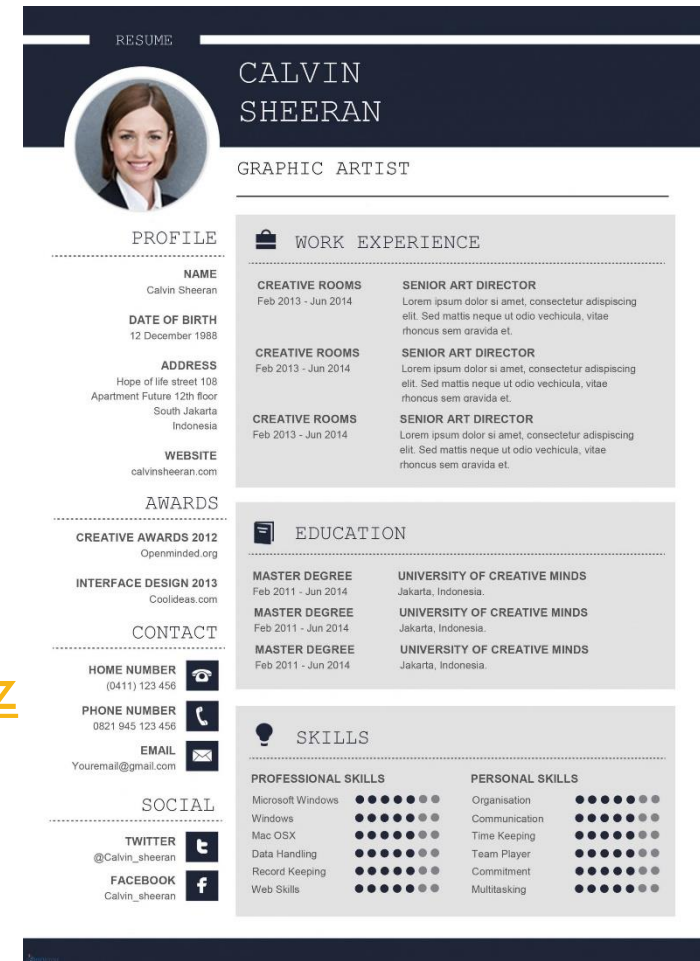 RESUME
CALVIN
SHEERAN
GRAPHIC ARTIST
PROFILE
NAME
Calvin Sheeran
DATE OF BIRTH
12 December 1988
ADDRESS
Hope of life street 108
Apartment Future 12th floor
South Jakarta
Indonesia
WEBSITE
calvinsheeran.com
AWARDS
CREATIVE AWARDS 2012
Openminded.org
INTERFACE DESIGN 2013
Coolideas.com
CONTACT
HOME NUMBER
(0411) 123 456
PHONE NUMBER
0821 945 123 456
EMAIL
Youremail@gmail.com
SOCIAL
TWITTER
@Calvin_sheeran
FACEBOOK
Calvin_sheeran
z
WORK EXPERIENCE
CREATIVE ROOMS SENIOR ART DIRECTOR
Feb 2013 - Jun 2014 Lorem ipsum dolor si amet, consectetur adispiscing
elit. Sed mattis neque ut odio vechicula, vitae
rhoncus sem gravida et.
CREATIVE ROOMS SENIOR ART DIRECTOR
Feb 2013 - Jun 2014 Lorem ipsum dolor si amet, consectetur adispiscing
elit. Sed mattis neque ut odio vechicula, vitae
rhoncus sem gravida et.
CREATIVE ROOMS SENIOR ART DIRECTOR
Feb 2013 - Jun 2014 Lorem ipsum dolor si amet, consectetur adispiscing
elit. Sed mattis neque ut odio vechicula, vitae
rhoncus sem gravida et.
EDUCATION
MASTER DEGREE UNIVERSITY OF CREATIVE MINDS
Feb 2011 - Jun 2014 Jakarta, Indonesia.
MASTER DEGREE UNIVERSITY OF CREATIVE MINDS
Feb 2011 - Jun 2014 Jakarta, Indonesia.
MASTER DEGREE UNIVERSITY OF CREATIVE MINDS
Feb 2011 - Jun 2014 Jakarta, Indonesia.
SKILLS
PROFESSIONAL SKILLS PERSONAL SKILLS
Microsoft Windows Organisation
Windows Communication
Mac OSX Time Keeping
Data Handling Team Player
Record Keeping Commitment
Web Skills Multitasking